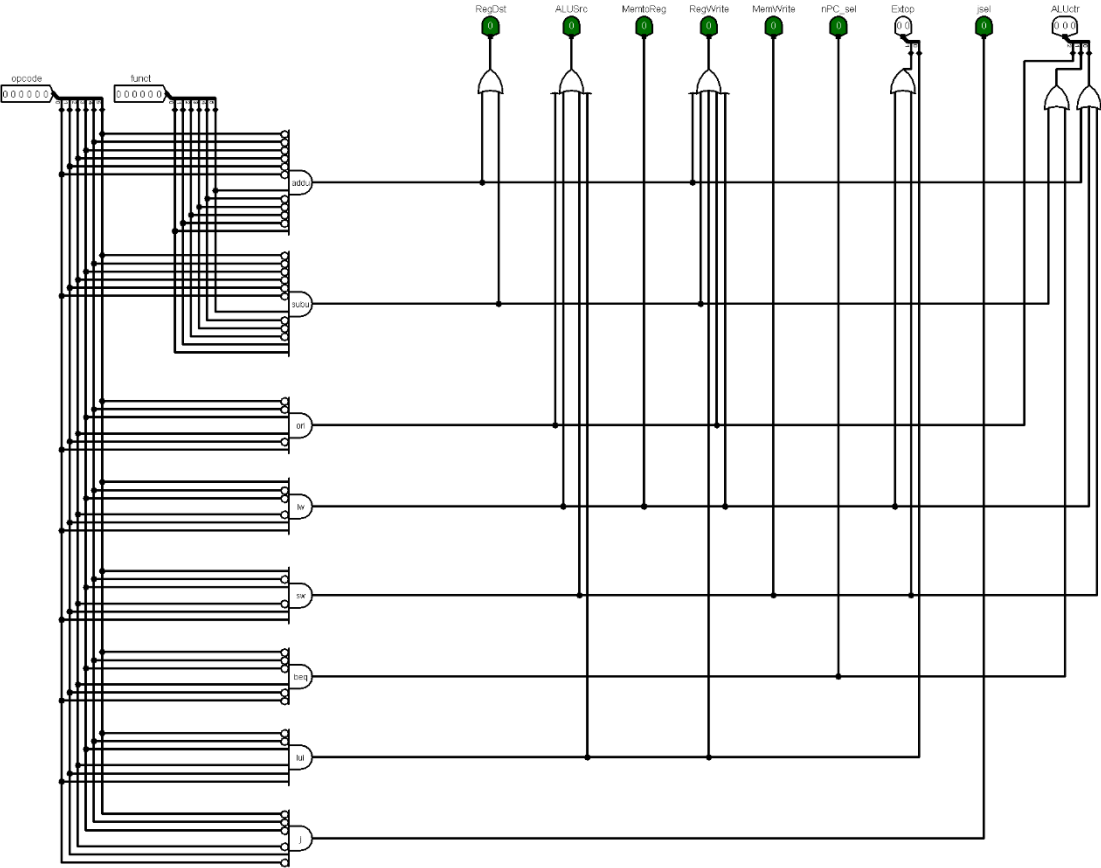 RegDst ALUSrc MemtoReg RegWrite MemWrite nPC_sel Extop jsel ALUctr
0 0 0 0 0 0 0 0 0 0 0 0 0
opcode funct
0 0 0 0 0 0 0 0 0 0 0 0
addu
subu
ori
lw
sw
beq
lui
j